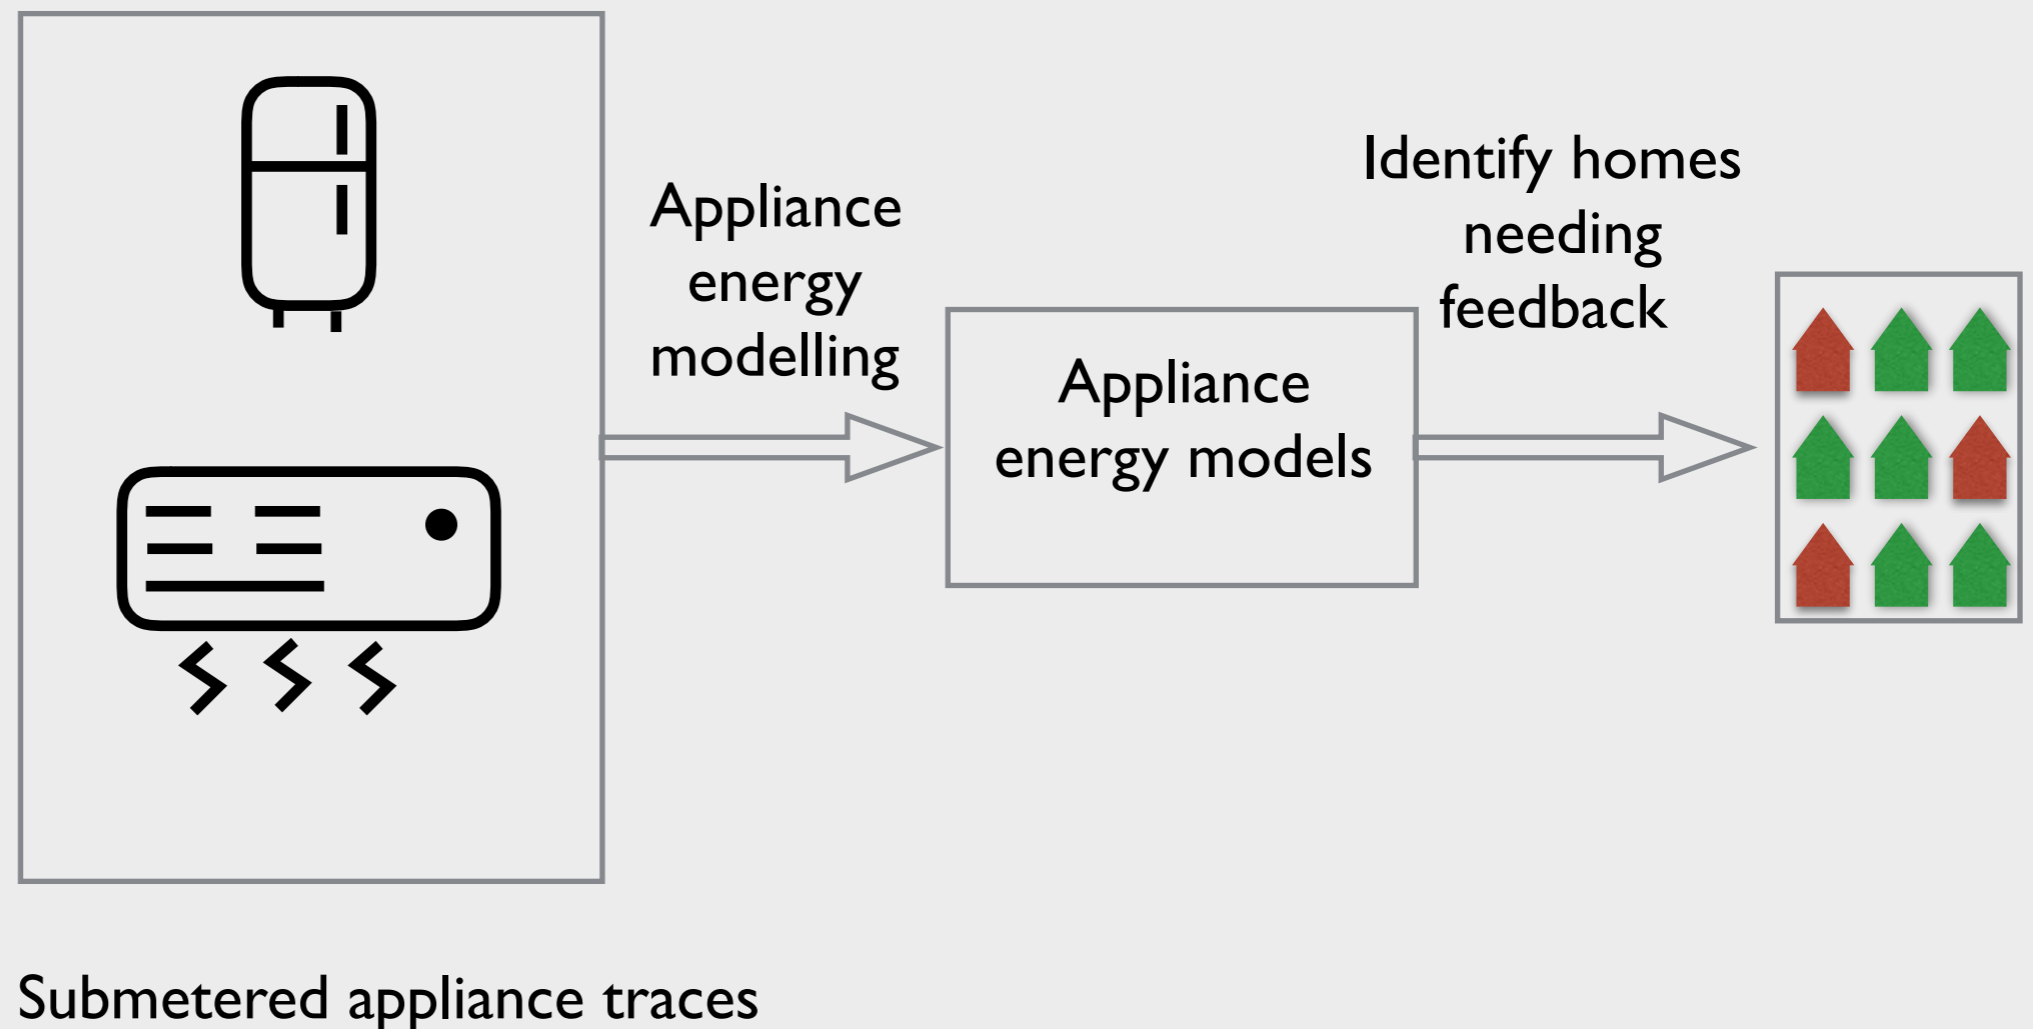 Appliance
energy
modelling
Appliance
energy models
Identify homes
needing
feedback
Submetered appliance traces